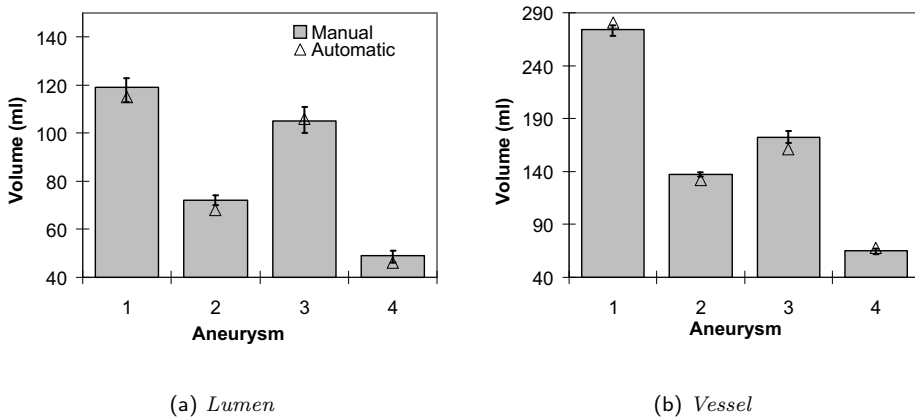 140
120
100
80
60
40
Volume (ml)
Manual
Automatic
1 2 3 4
Aneurysm
(a) Lumen
290
240
190
140
90
40
Volume (ml)
1 2 3 4
Aneurysm
(b) Vessel